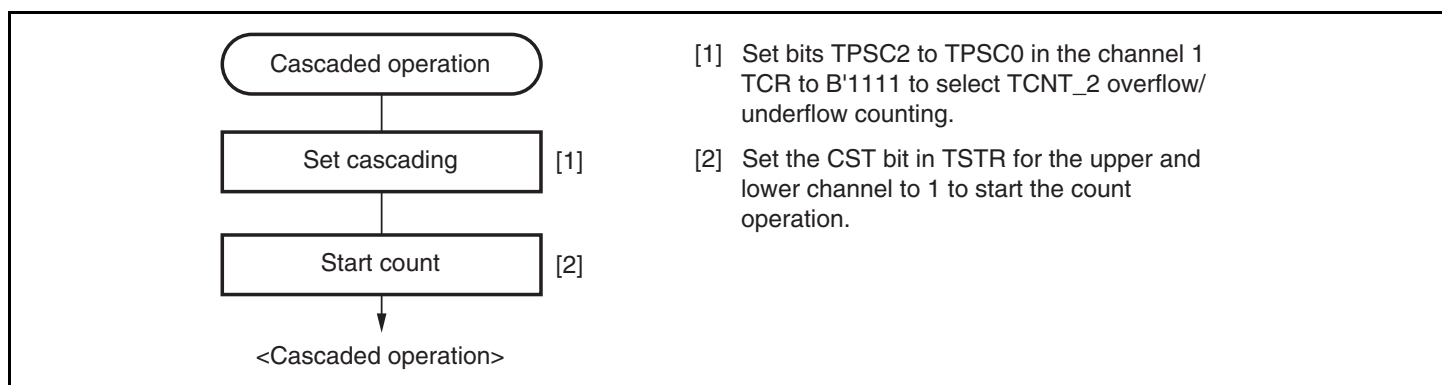 Cascaded operation
Set cascading [1]
Start count [2]
<Cascaded operation>
[1] Set bits TPSC2 to TPSC0 in the channel 1
TCR to B'1111 to select TCNT_2 overflow/
underflow counting.
[2] Set the CST bit in TSTR for the upper and
lower channel to 1 to start the count
operation.